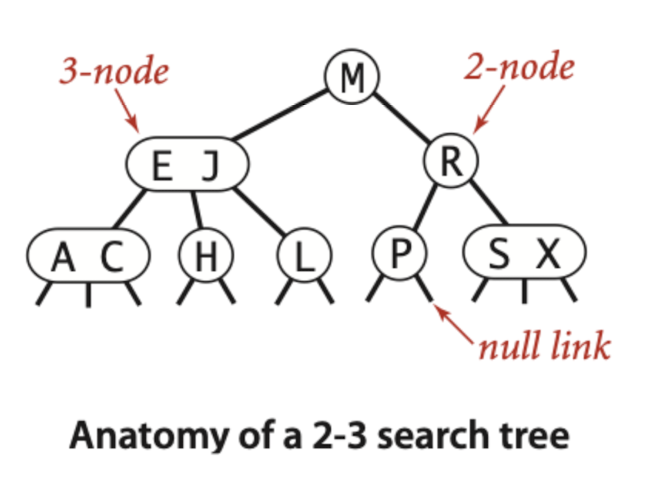 3-node
M
2-node
E J
R
A C
H
L
P
S X
null link
Anatomy of a 2-3 search tree